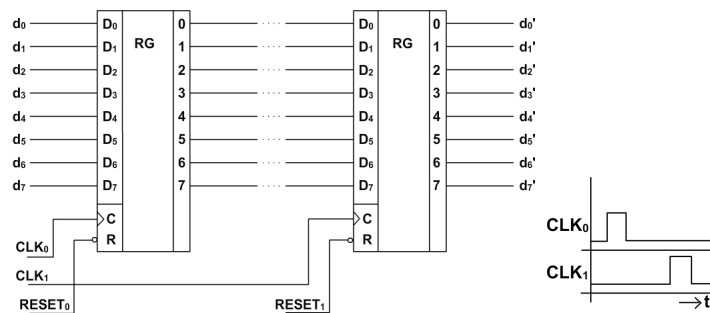 d₀ D₀ RG 0 D₀ RG 0 d₀'
d₁ D₁ 1 D₁ 1 d₁'
d₂ D₂ 2 D₂ 2 d₂'
d₃ D₃ 3 D₃ 3 d₃'
d₄ D₄ 4 D₄ 4 d₄'
d₅ D₅ 5 D₅ 5 d₅'
d₆ D₆ 6 D₆ 6 d₆'
d₇ D₇ 7 D₇ 7 d₇'
C C
R R
CLK₀
CLK₁
RESET₀ RESET₁
CLK₀
CLK₁
t